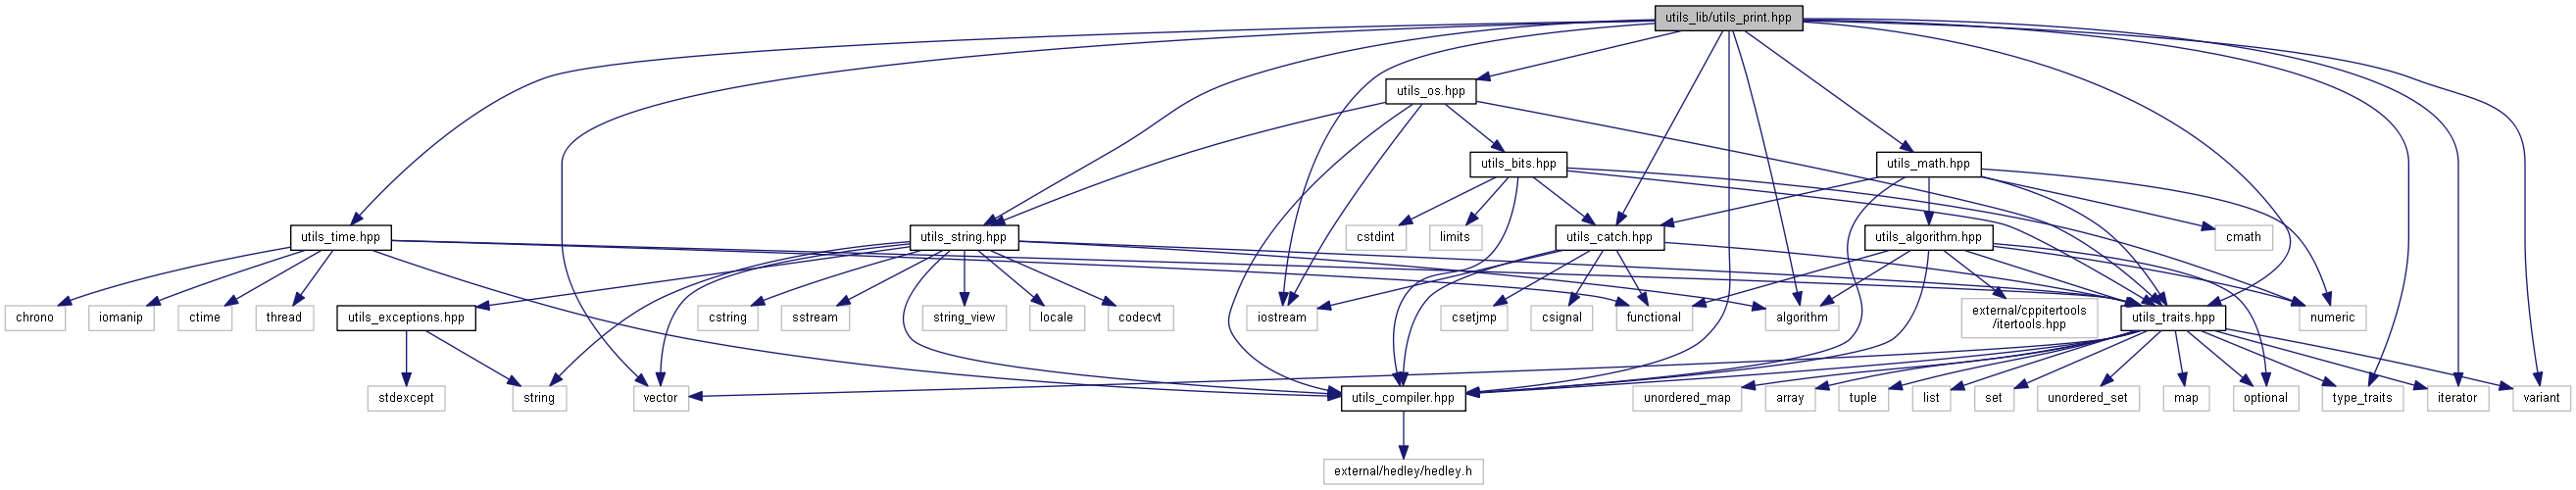 utils_lib/utils_print.hpp
utils_os.hpp
utils_bits.hpp
utils_math.hpp
utils_time.hpp
utils_string.hpp
cstdint
limits
utils_catch.hpp
utils_algorithm.hpp
cmath
chrono
iomanip
ctime
thread
utils_exceptions.hpp
cstring
sstream
string_view
locale
codecvt
iostream
csetjmp
csignal
functional
algorithm
external/cppitertools
/itertools.hpp
utils_traits.hpp
numeric
stdexcept
string
vector
utils_compiler.hpp
unordered_map
array
tuple
list
set
unordered_set
map
optional
type_traits
iterator
variant
external/hedley/hedley.h